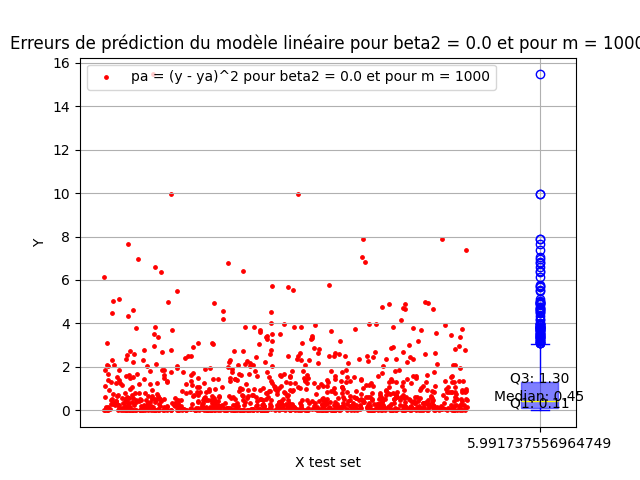 Erreurs de prédiction du modèle linéaire pour beta2 = 0.0 et pour m = 1000
pa = (y - ya)^2 pour beta2 = 0.0 et pour m = 1000
16
14
12
10
8
6
4
2
0
Y
Q3: 1.30
Median: 0.45
Q1: 0.11
5.991737556964749
X test set